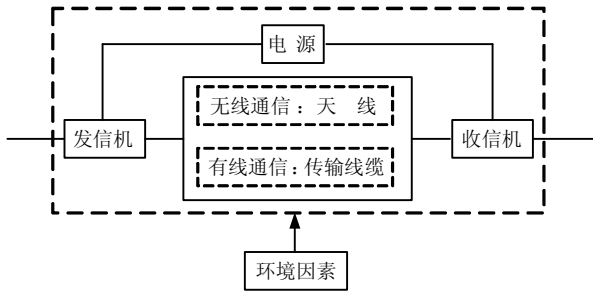 电 源
无线通信：天 线
发信机
收信机
有线通信：传输线缆
环境因素